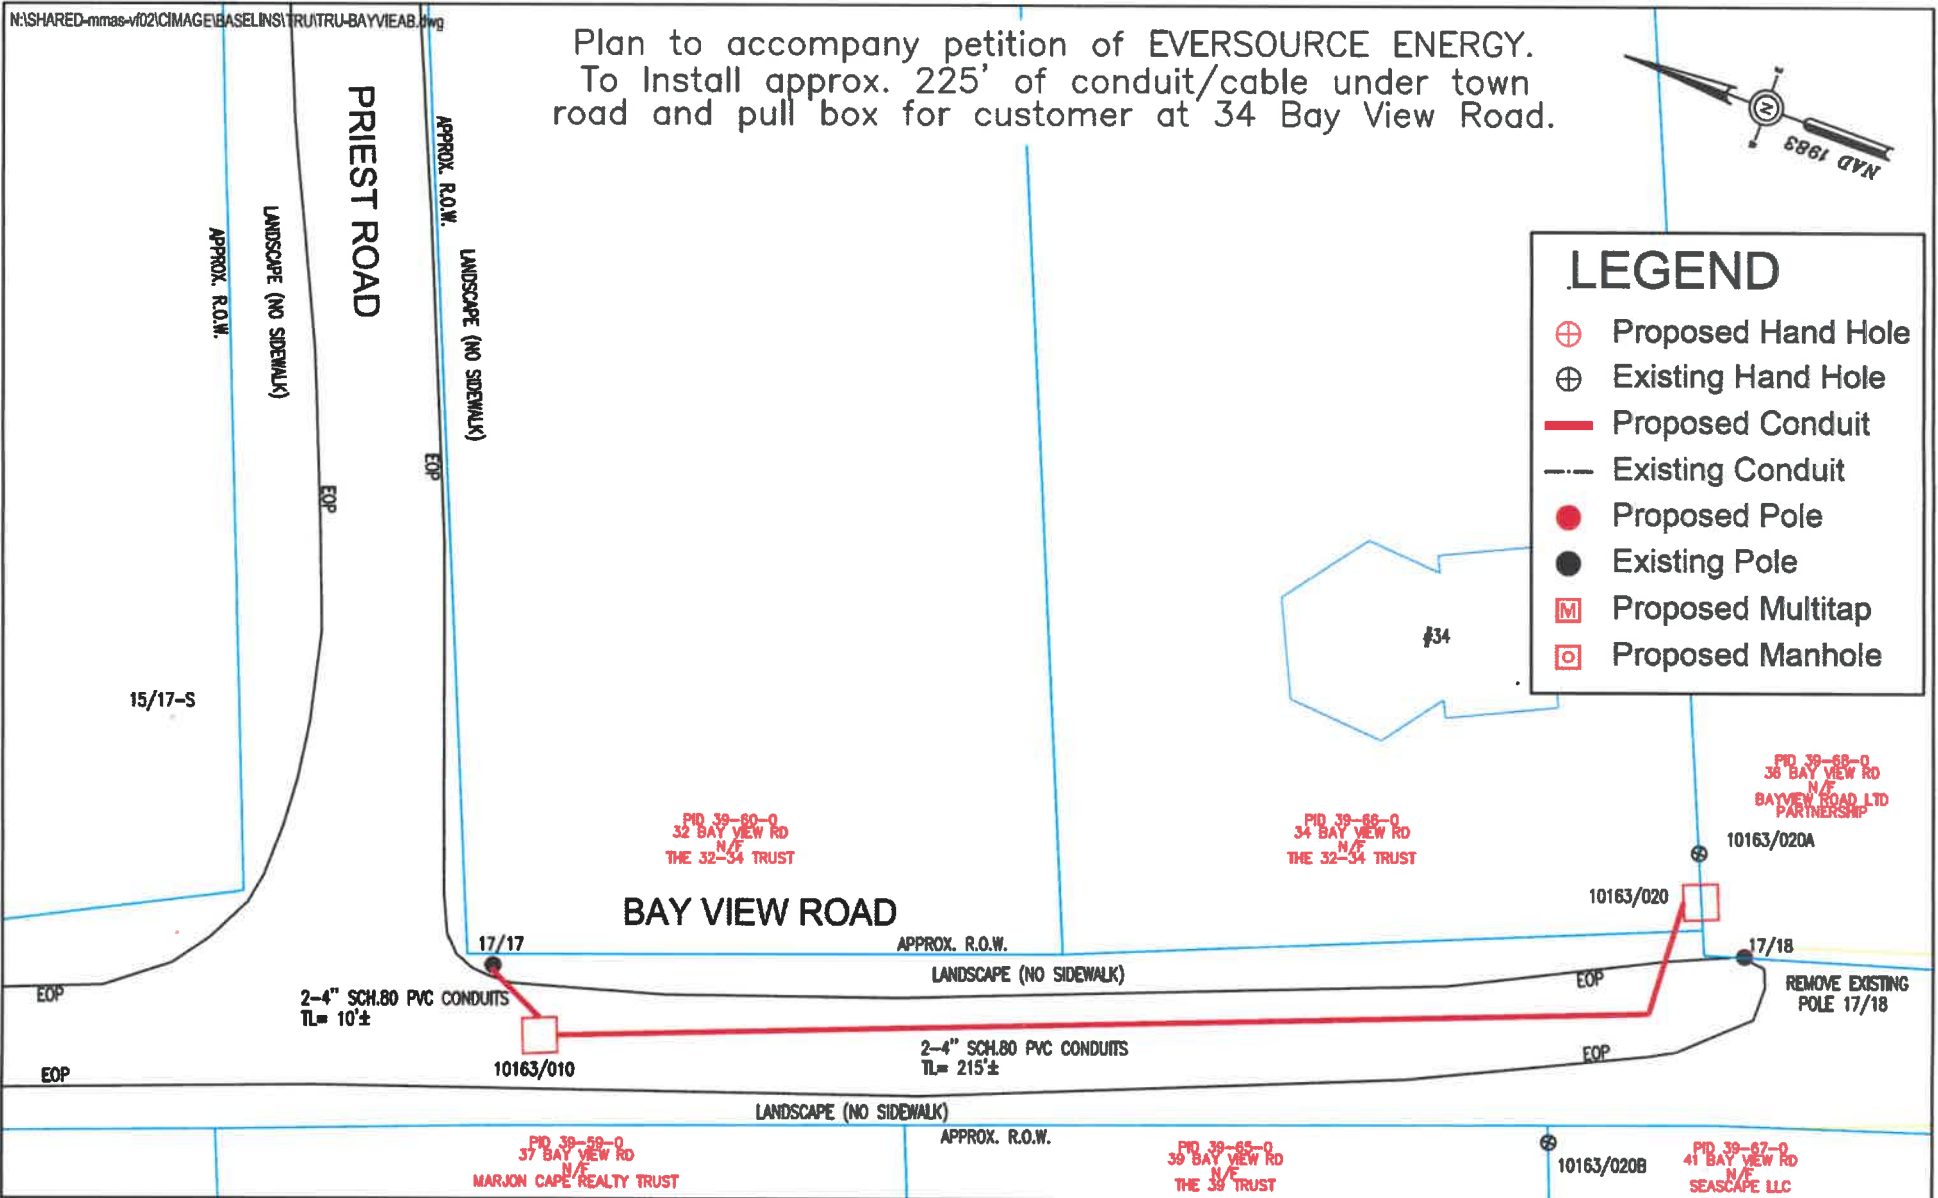 N:\SHARED-mmas-vf02\CIMAGE\BASELINS\TRU\TRU-BAYVIEAB.dwg
Plan to accompany petition of EVERSOURCE ENERGY.
To Install approx. 225' of conduit/cable under town
road and pull box for customer at 34 Bay View Road.
N
NAD 1983
PRIEST ROAD
APPROX. R.O.W.
LANDSCAPE (NO SIDEWALK)
APPROX. R.O.W.
LANDSCAPE (NO SIDEWALK)
EOP
EOP
LEGEND
Proposed Hand Hole
Existing Hand Hole
Proposed Conduit
Existing Conduit
Proposed Pole
Existing Pole
M Proposed Multitap
Proposed Manhole
#34
15/17-S
PID 39-60-0
32 BAY VIEW RD
N/F
THE 32-34 TRUST
PID 39-66-0
34 BAY VIEW RD
N/F
THE 32-34 TRUST
PID 39-68-0
36 BAY VIEW RD
N/F
BAYVIEW ROAD LTD
PARTNERSHIP
10163/020A
10163/020
BAY VIEW ROAD
17/17
APPROX. R.O.W.
17/18
LANDSCAPE (NO SIDEWALK)
EOP
REMOVE EXISTING
POLE 17/18
EOP
2-4" SCH.80 PVC CONDUITS
TL= 10'±
2-4" SCH.80 PVC CONDUITS
TL= 215'±
EOP
10163/010
EOP
LANDSCAPE (NO SIDEWALK)
APPROX. R.O.W.
PID 39-59-0
37 BAY VIEW RD
N/F
MARJON CAPE REALTY TRUST
PID 39-65-0
39 BAY VIEW RD
N/F
THE 39 TRUST
10163/020B
PID 39-67-0
41 BAY VIEW RD
N/F
SEASCAPE LLC